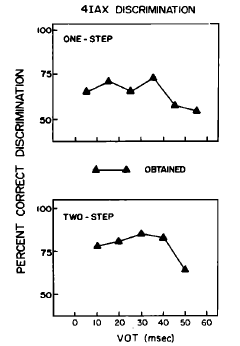 4IAX DISCRIMINATION
ONE-STEP
100
75
50
PERCENT CORRECT DISCRIMINATION
OBTAINED
TWO-STEP
100
75
50
0 10 20 30 40 50 60
VOT (msec)